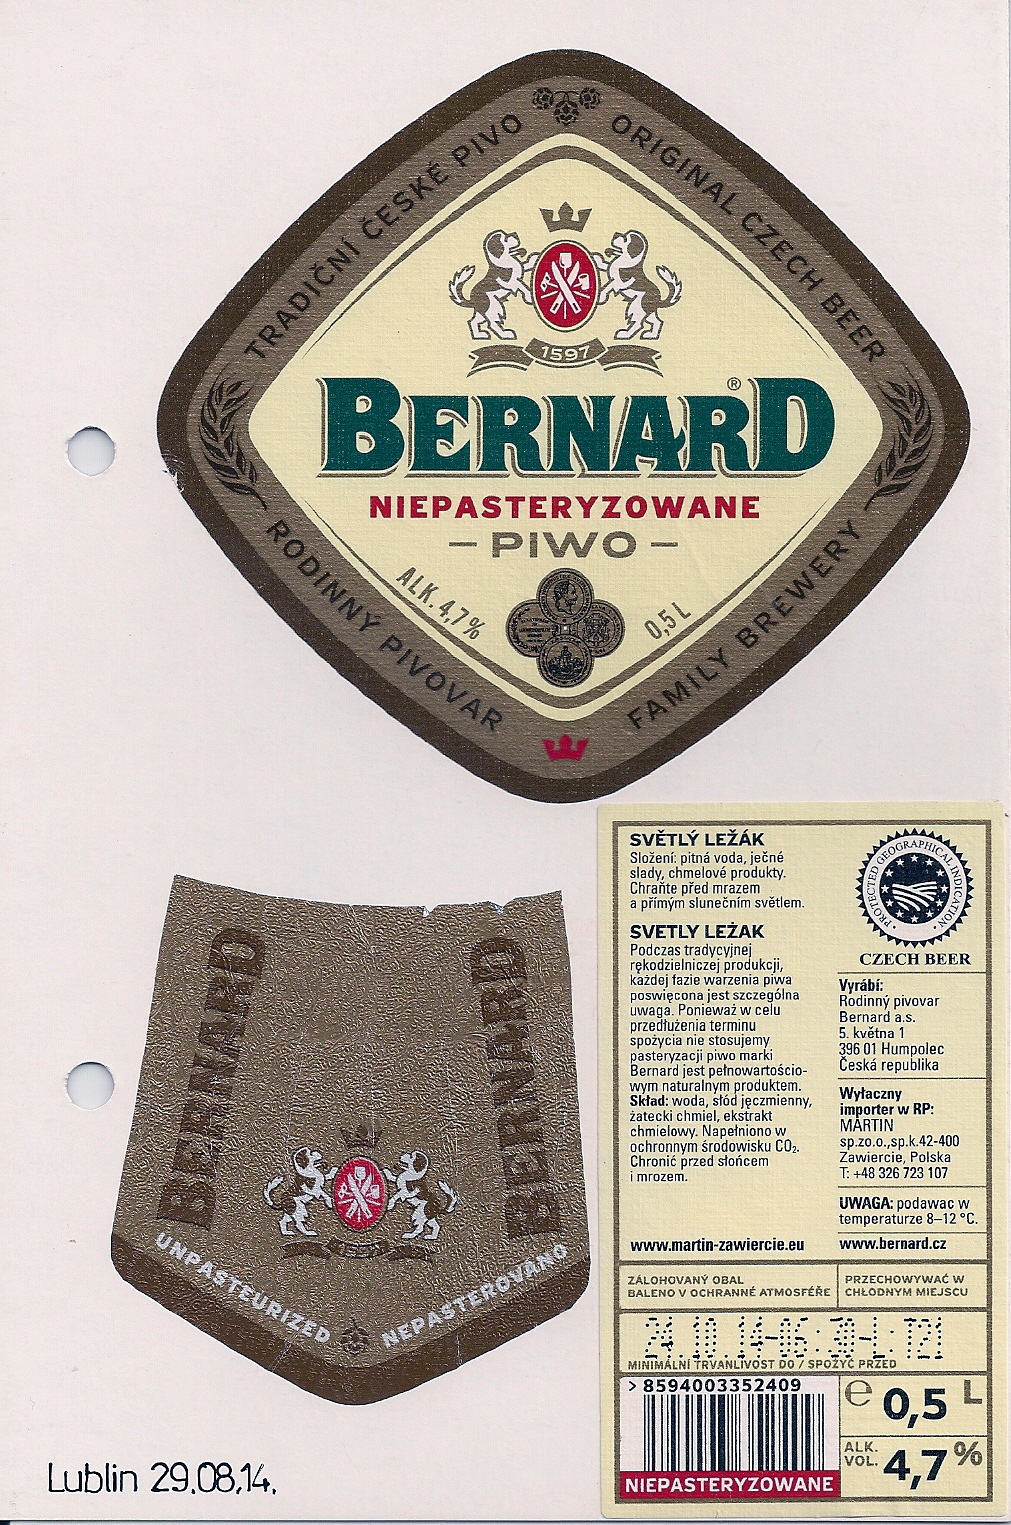 TRADIČNÍ ČESKÉ PIVO
ORIGINAL CZECH BEER
1597
BERNARD®
NIEPASTERYZOWANE
– PIWO –
ALK. 4,7%
0,5 L
RODINNÝ PIVOVAR
FAMILY BREWERY
BERNARD
BERNARD
UNPASTEURIZED
NEPASTEROVÁNO
SVĚTLÝ LEŽÁK
Složení: pitná voda, ječné
slady, chmelové produkty.
Chraňte před mrazem
a přímým slunečním světlem.
SVETLY LEŽAK
Podczas tradycyjnej
rękodzielniczej produkcji,
każdej fazie warzenia piwa
poswięcona jest szczególna
uwaga. Ponieważ w celu
przedłużenia terminu
spożycia nie stosujemy
pasteryzacji piwo marki
Bernard jest pełnowartościo-
wym naturalnym produktem.
Skład: woda, słód jęczmienny,
żatecki chmiel, ekstrakt
chmielowy. Napełniono w
ochronnym środowisku CO₂.
Chronić przed słońcem
i mrozem.
www.martin-zawiercie.eu
PROTECTED GEOGRAPHICAL INDICATION
CZECH BEER
Vyrábí:
Rodinný pivovar
Bernard a.s.
5. května 1
396 01 Humpolec
Česká republika
Wyłaczny
importer w RP:
MARTIN
sp.zo.o.,sp.k.42-400
Zawiercie, Polska
T: +48 326 723 107
UWAGA: podawac w
temperaturze 8–12 °C.
www.bernard.cz
ZÁLOHOVANÝ OBAL
BALENO V OCHRANNÉ ATMOSFÉŘE
PRZECHOWYWAĆ W
CHŁODNYM MIEJSCU
24.10.14-06:30-L:T21
MINIMÁLNÍ TRVANLIVOST DO / SPOŻYĆ PRZED
> 8594003352409
NIEPASTERYZOWANE
e 0,5 L
ALK.
VOL. 4,7%
Lublin 29.08.14.